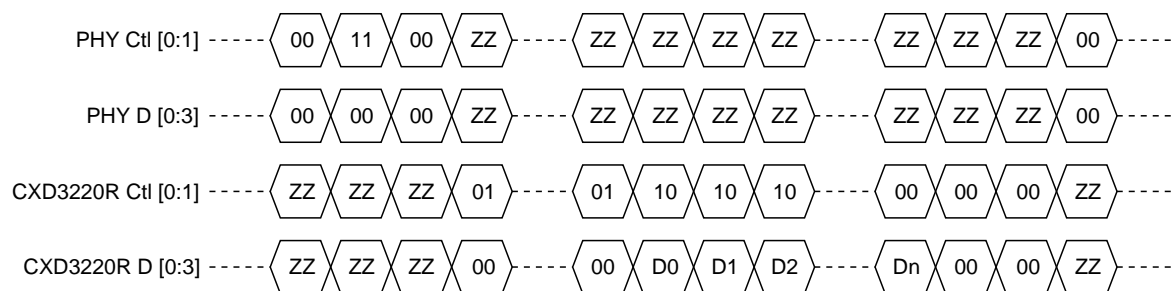 PHY Ctl [0:1] 00 11 00 ZZ ZZ ZZ ZZ ZZ ZZ ZZ ZZ 00
PHY D [0:3] 00 00 00 ZZ ZZ ZZ ZZ ZZ ZZ ZZ ZZ 00
CXD3220R Ctl [0:1] ZZ ZZ ZZ 01 01 10 10 10 00 00 00 ZZ
CXD3220R D [0:3] ZZ ZZ ZZ 00 00 D0 D1 D2 Dn 00 00 ZZ